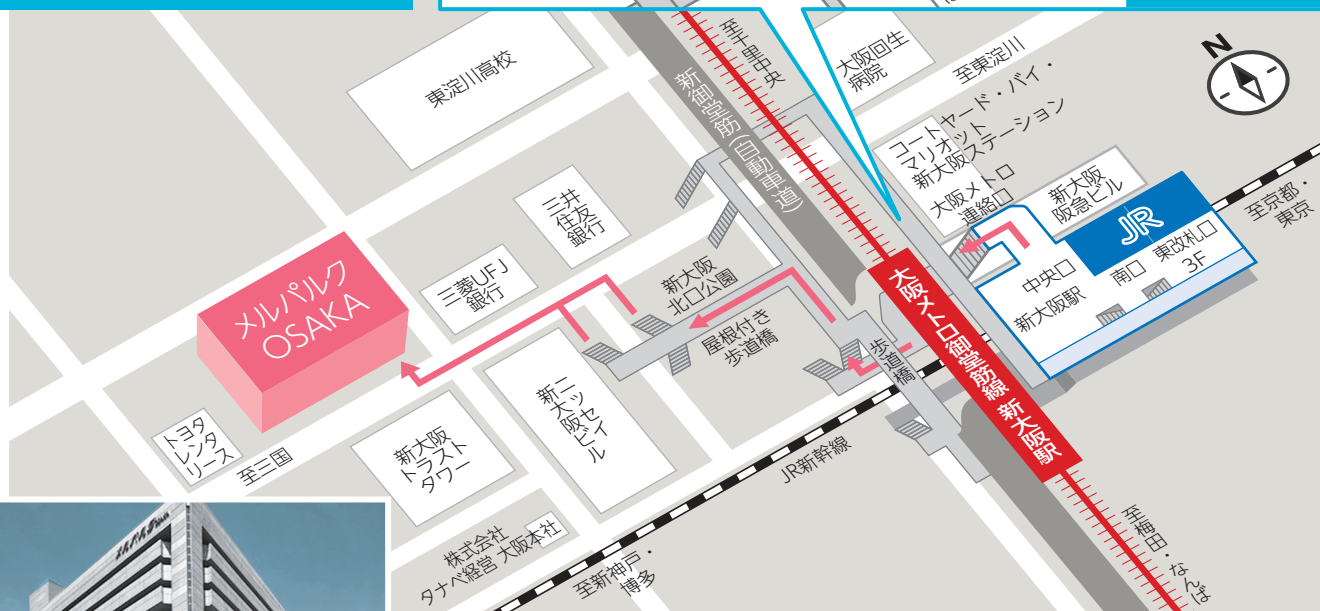 至千里中央
大阪回生
病院
至東淀川
N
東淀川高校
新御堂筋(自動車道)
コートヤード・バイ・
マリオット
新大阪ステーション
大阪メトロ
連絡口
新大阪
阪急ビル
JR
至京都・
東京
三井
住友
銀行
中央口
新大阪駅
南口
東改札口
3F
三菱UFJ
銀行
新大阪
北口公園
屋根付き
歩道橋
歩道橋
大阪メトロ御堂筋線 新大阪駅
メルパルク
OSAKA
新大阪
ニッセイ
ビル
トヨタ
レンタ
リース
至三国
新大阪
トラスト
タワー
JR新幹線
株式会社
タナベ経営 大阪本社
至新神戸・
博多
至梅田・なんば
メルパルク